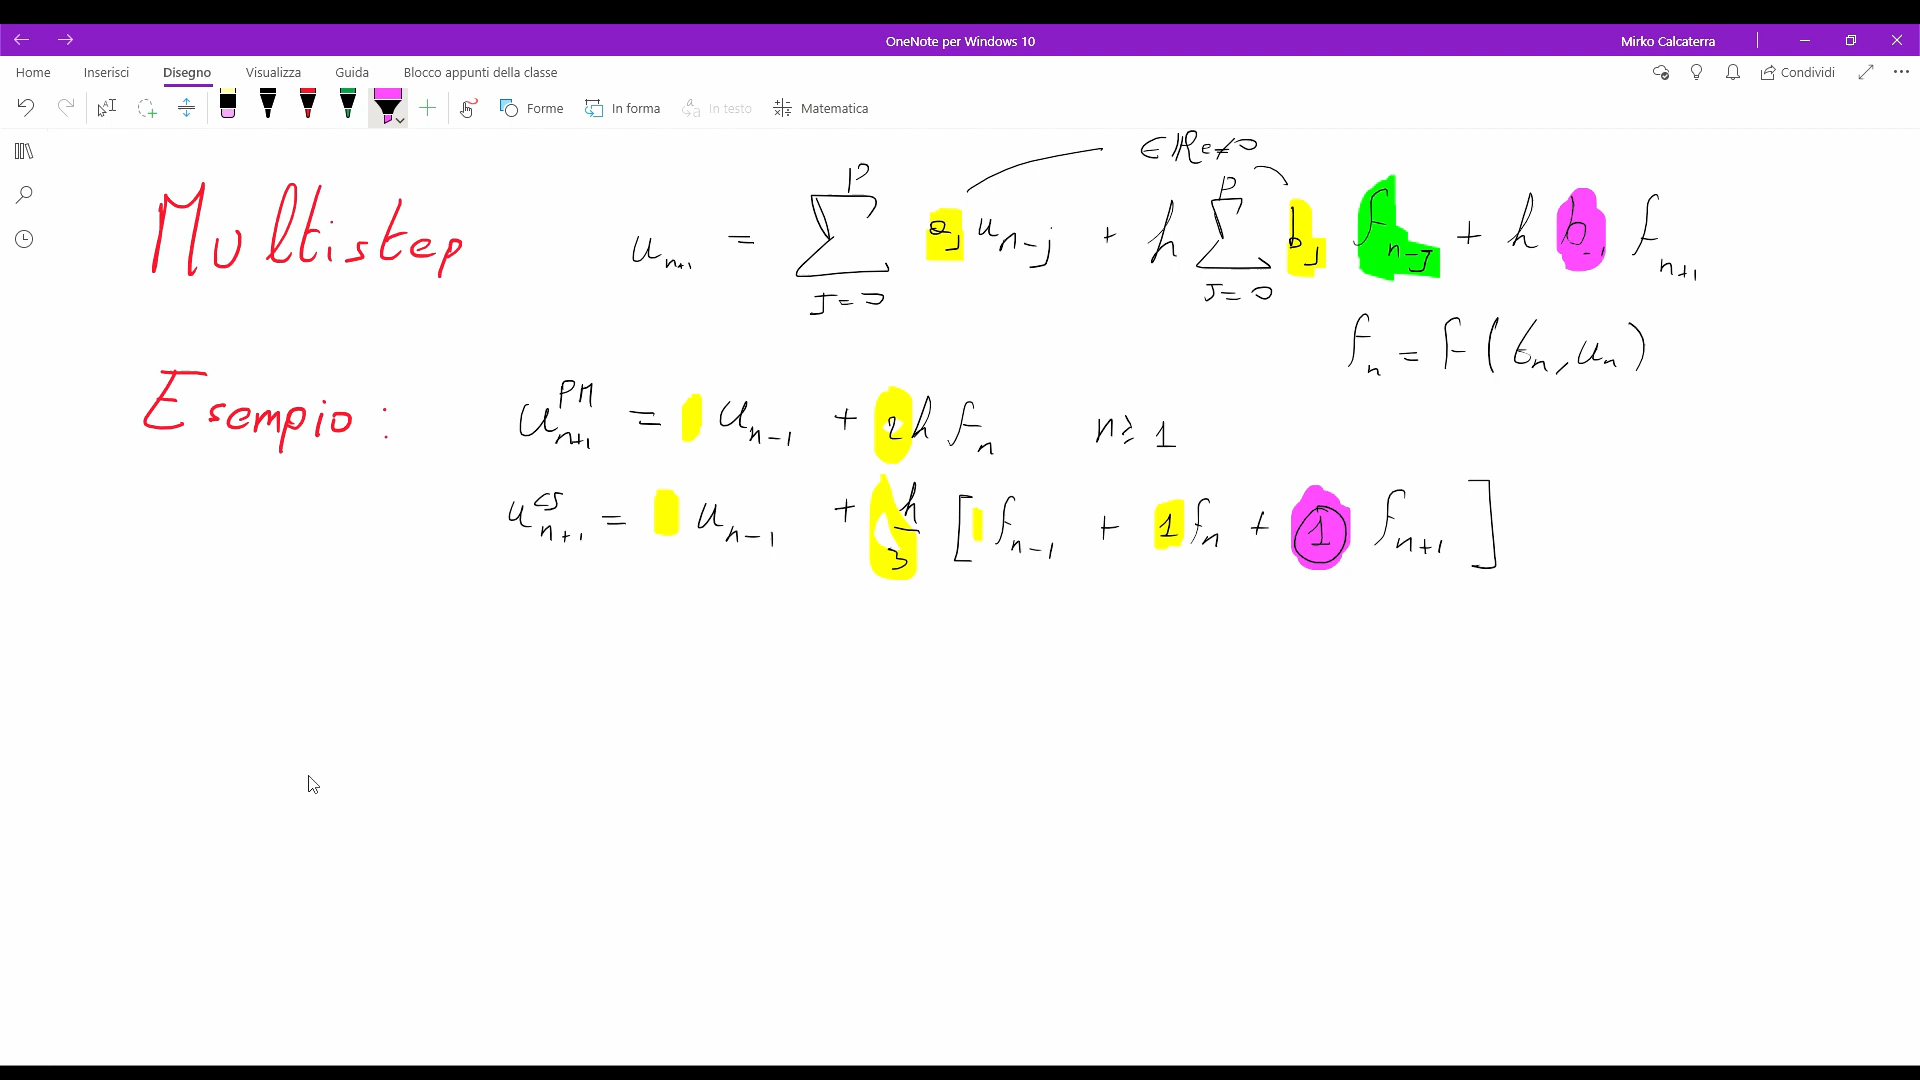 OneNote per Windows 10
Mirko Calcaterra
Home Inserisci Disegno Visualizza Guida Blocco appunti della classe
Condividi
Forme In forma In testo Matematica
∈ ℝ e ≠ 0
Multistep u_{n+1} = ∑_{J=0}^{P} a_j u_{n-j} + h ∑_{J=0}^{P} b_j f_{n-J} + h b_{-1} f_{n+1}
f_n = f(t_n, u_n)
Esempio: u_{n+1}^{PM} = u_{n-1} + 2h f_n n ≥ 1
u_{n+1}^{CS} = u_{n-1} + h/3 [ f_{n-1} + 1 f_n + 1 f_{n+1} ]